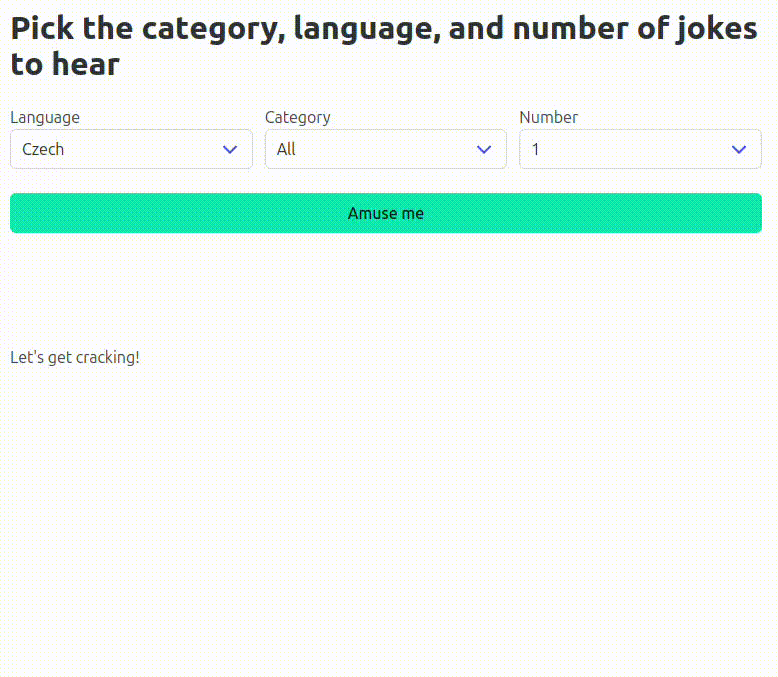 Pick the category, language, and number of jokes
to hear
Language Category Number
Czech All 1
Amuse me
Let's get cracking!